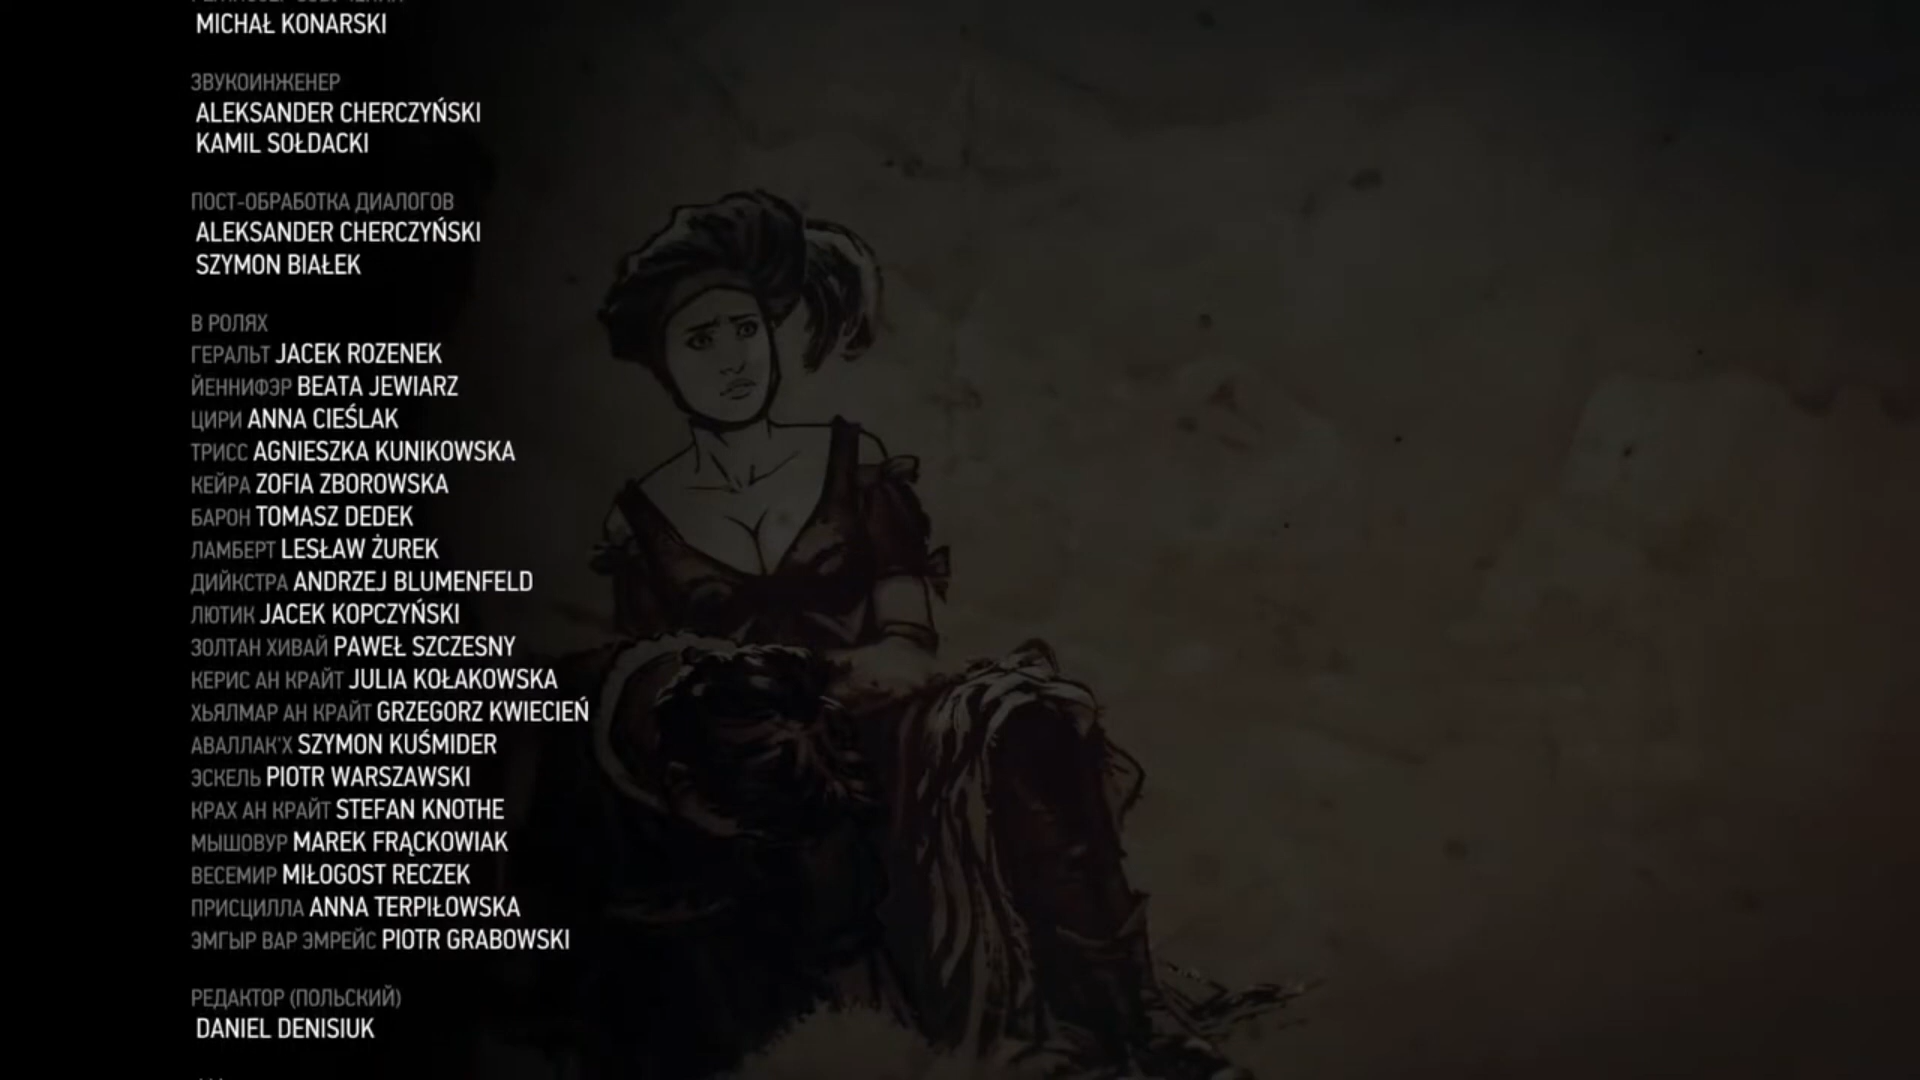 MICHAŁ KONARSKI
ЗВУКОИНЖЕНЕР
ALEKSANDER CHERCZYŃSKI
KAMIL SOŁDACKI
ПОСТ-ОБРАБОТКА ДИАЛОГОВ
ALEKSANDER CHERCZYŃSKI
SZYMON BIAŁEK
В РОЛЯХ
ГЕРАЛЬТ JACEK ROZENEK
ЙЕННИФЭР BEATA JEWIARZ
ЦИРИ ANNA CIEŚLAK
ТРИСС AGNIESZKA KUNIKOWSKA
КЕЙРА ZOFIA ZBOROWSKA
БАРОН TOMASZ DEDEK
ЛАМБЕРТ LESŁAW ŻUREK
ДИЙКСТРА ANDRZEJ BLUMENFELD
ЛЮТИК JACEK KOPCZYŃSKI
ЗОЛТАН ХИВАЙ PAWEŁ SZCZESNY
КЕРИС АН КРАЙТ JULIA KOŁAKOWSKA
ХЬЯЛМАР АН КРАЙТ GRZEGORZ KWIECIEŃ
АВАЛЛАК'Х SZYMON KUŚMIDER
ЭСКЕЛЬ PIOTR WARSZAWSKI
КРАХ АН КРАЙТ STEFAN KNOTHE
МЫШОВУР MAREK FRĄCKOWIAK
ВЕСЕМИР MIŁOGOST RECZEK
ПРИСЦИЛЛА ANNA TERPIŁOWSKA
ЭМГЫР ВАР ЭМРЕЙС PIOTR GRABOWSKI
РЕДАКТОР (ПОЛЬСКИЙ)
DANIEL DENISIUK